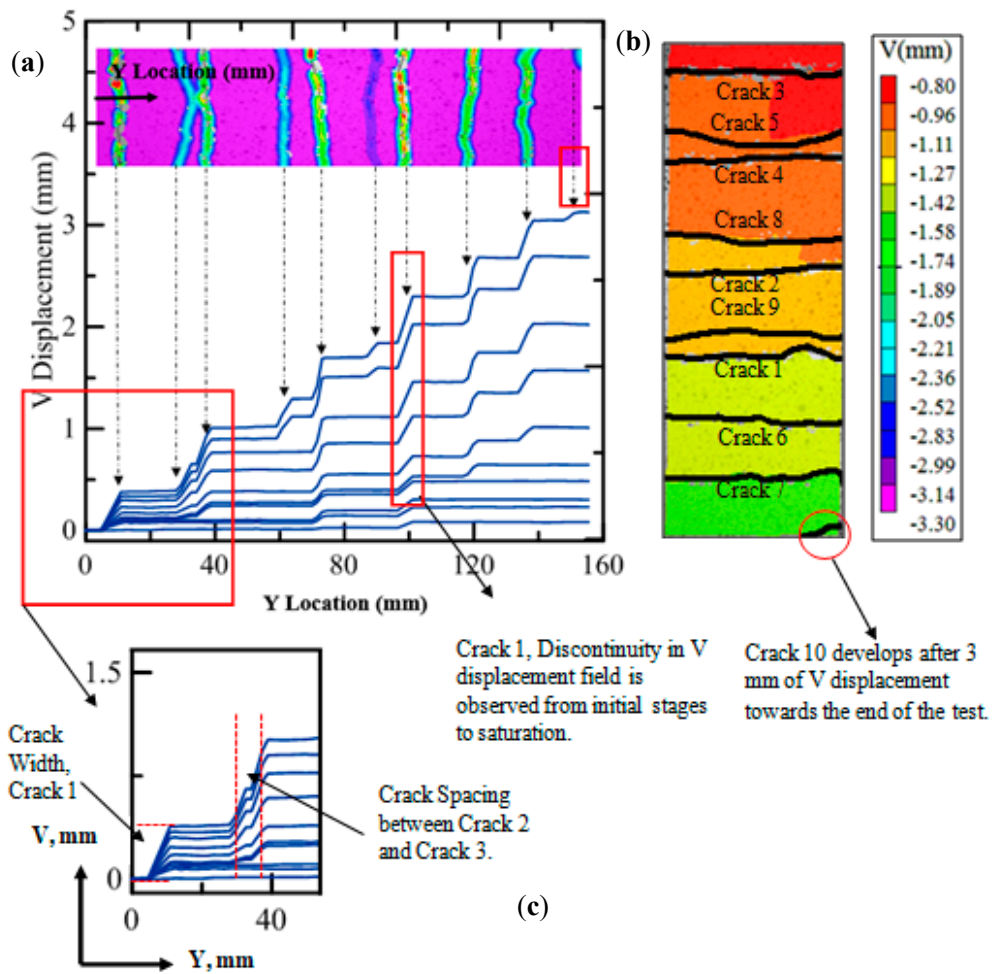 (a)
5
4
3
2
1
0
V Displacement (mm)
Y Location (mm)
0
40
80
120
160
Y Location (mm)
(b)
Crack 3
Crack 5
Crack 4
Crack 8
Crack 2
Crack 9
Crack 1
Crack 6
Crack 7
V(mm)
-0.80
-0.96
-1.11
-1.27
-1.42
-1.58
-1.74
-1.89
-2.05
-2.21
-2.36
-2.52
-2.83
-2.99
-3.14
-3.30
Crack 1, Discontinuity in V
displacement field is
observed from initial stages
to saturation.
Crack 10 develops after 3
mm of V displacement
towards the end of the test.
1.5
0
0
40
Crack
Width,
Crack 1
V, mm
Y, mm
Crack Spacing
between Crack 2
and Crack 3.
(c)